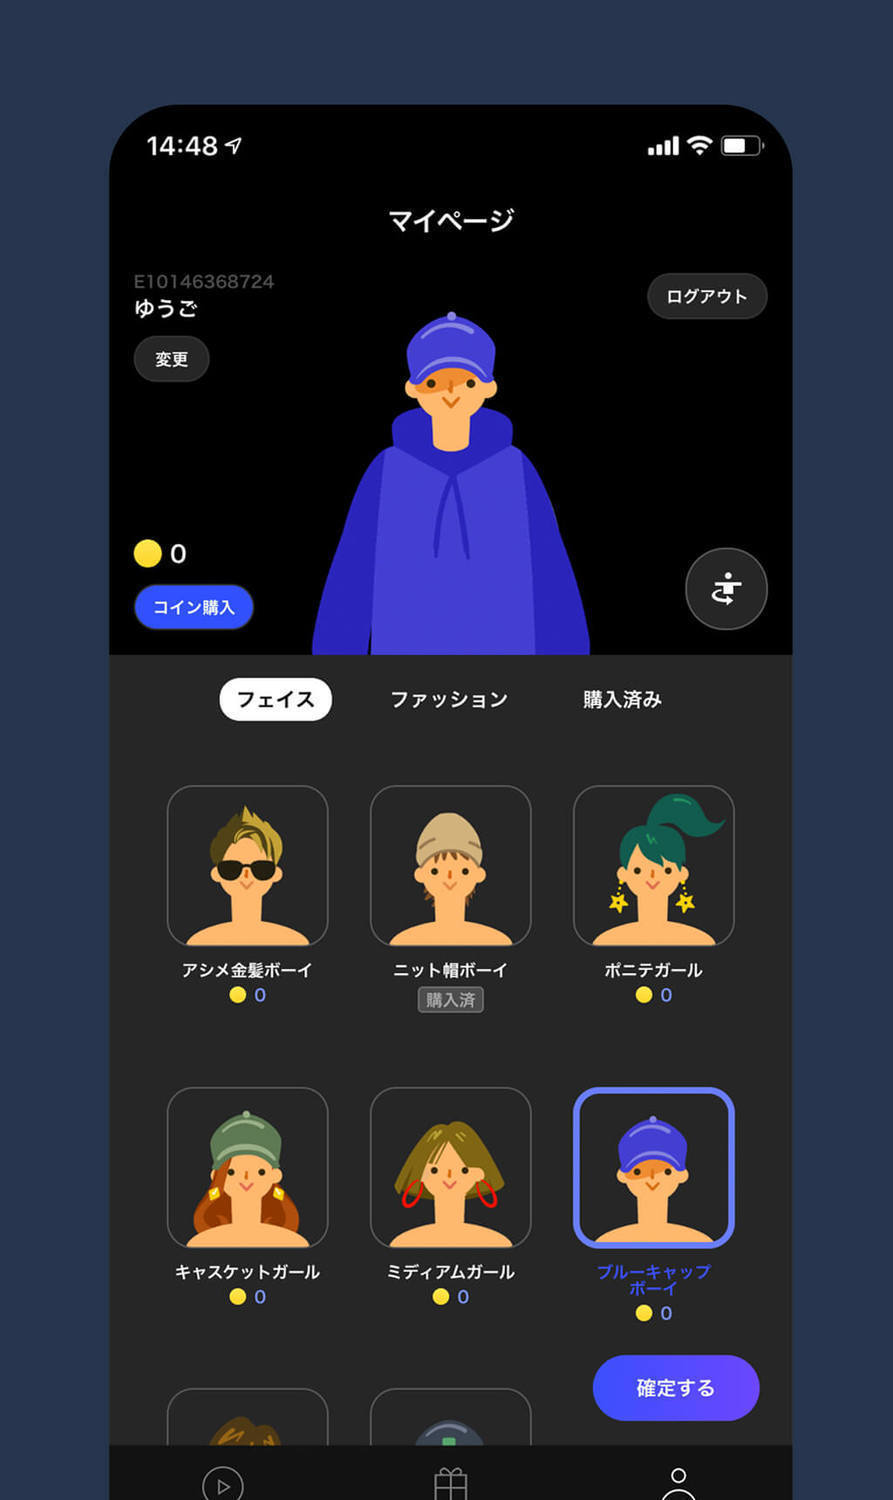 14:48
マイページ
E10146368724
ゆうご
ログアウト
変更
0
コイン購入
フェイス
ファッション
購入済み
アシメ金髪ボーイ
0
ニット帽ボーイ
購入済
ポニテガール
0
キャスケットガール
0
ミディアムガール
0
ブルーキャップ
ボーイ
0
確定する